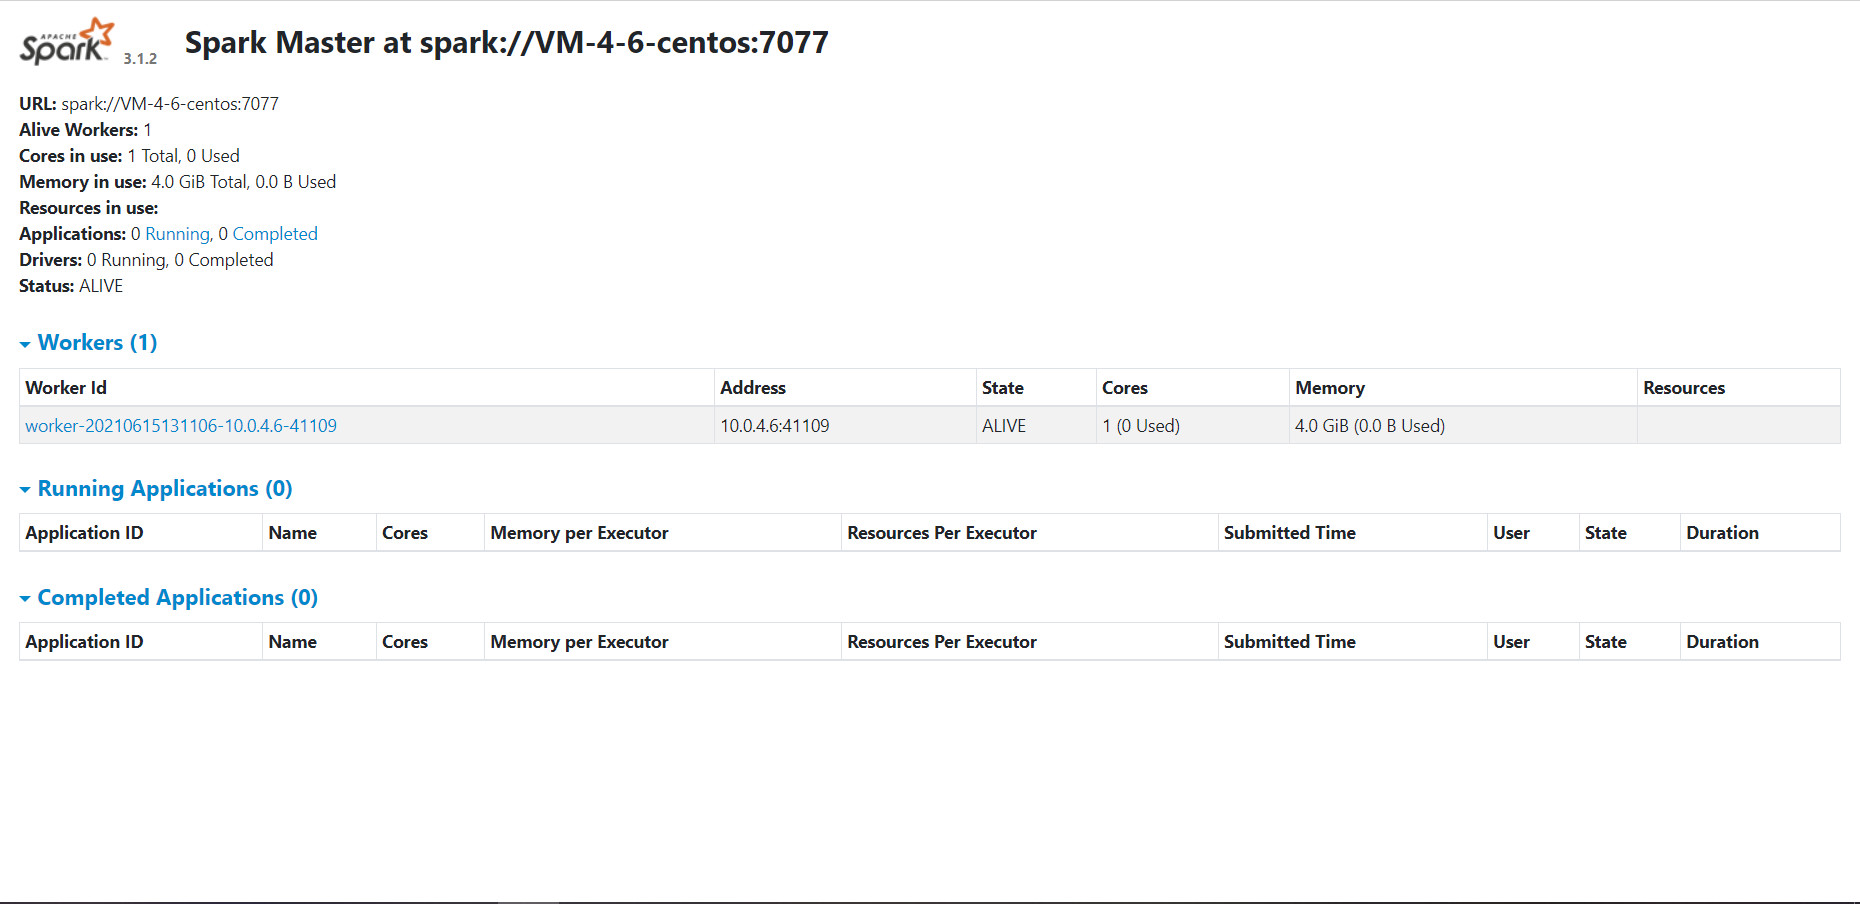 APACHE
Spark 3.1.2 Spark Master at spark://VM-4-6-centos:7077
URL: spark://VM-4-6-centos:7077
Alive Workers: 1
Cores in use: 1 Total, 0 Used
Memory in use: 4.0 GiB Total, 0.0 B Used
Resources in use:
Applications: 0 Running, 0 Completed
Drivers: 0 Running, 0 Completed
Status: ALIVE
Workers (1)
Worker Id Address State Cores Memory Resources
worker-20210615131106-10.0.4.6-41109 10.0.4.6:41109 ALIVE 1 (0 Used) 4.0 GiB (0.0 B Used)
Running Applications (0)
Application ID Name Cores Memory per Executor Resources Per Executor Submitted Time User State Duration
Completed Applications (0)
Application ID Name Cores Memory per Executor Resources Per Executor Submitted Time User State Duration